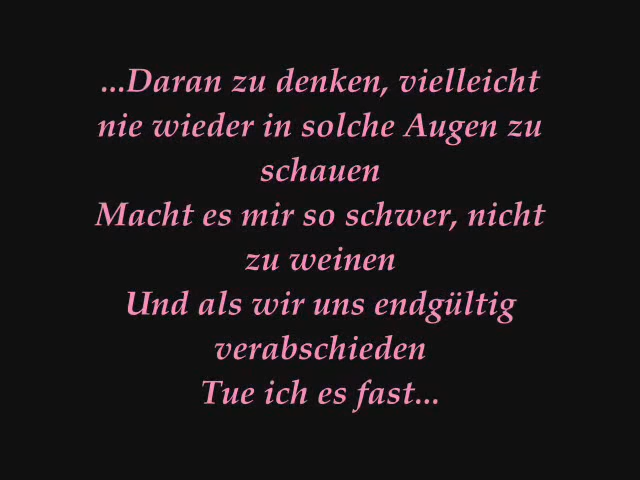 ...Daran zu denken, vielleicht
nie wieder in solche Augen zu
schauen
Macht es mir so schwer, nicht
zu weinen
Und als wir uns endgültig
verabschieden
Tue ich es fast...